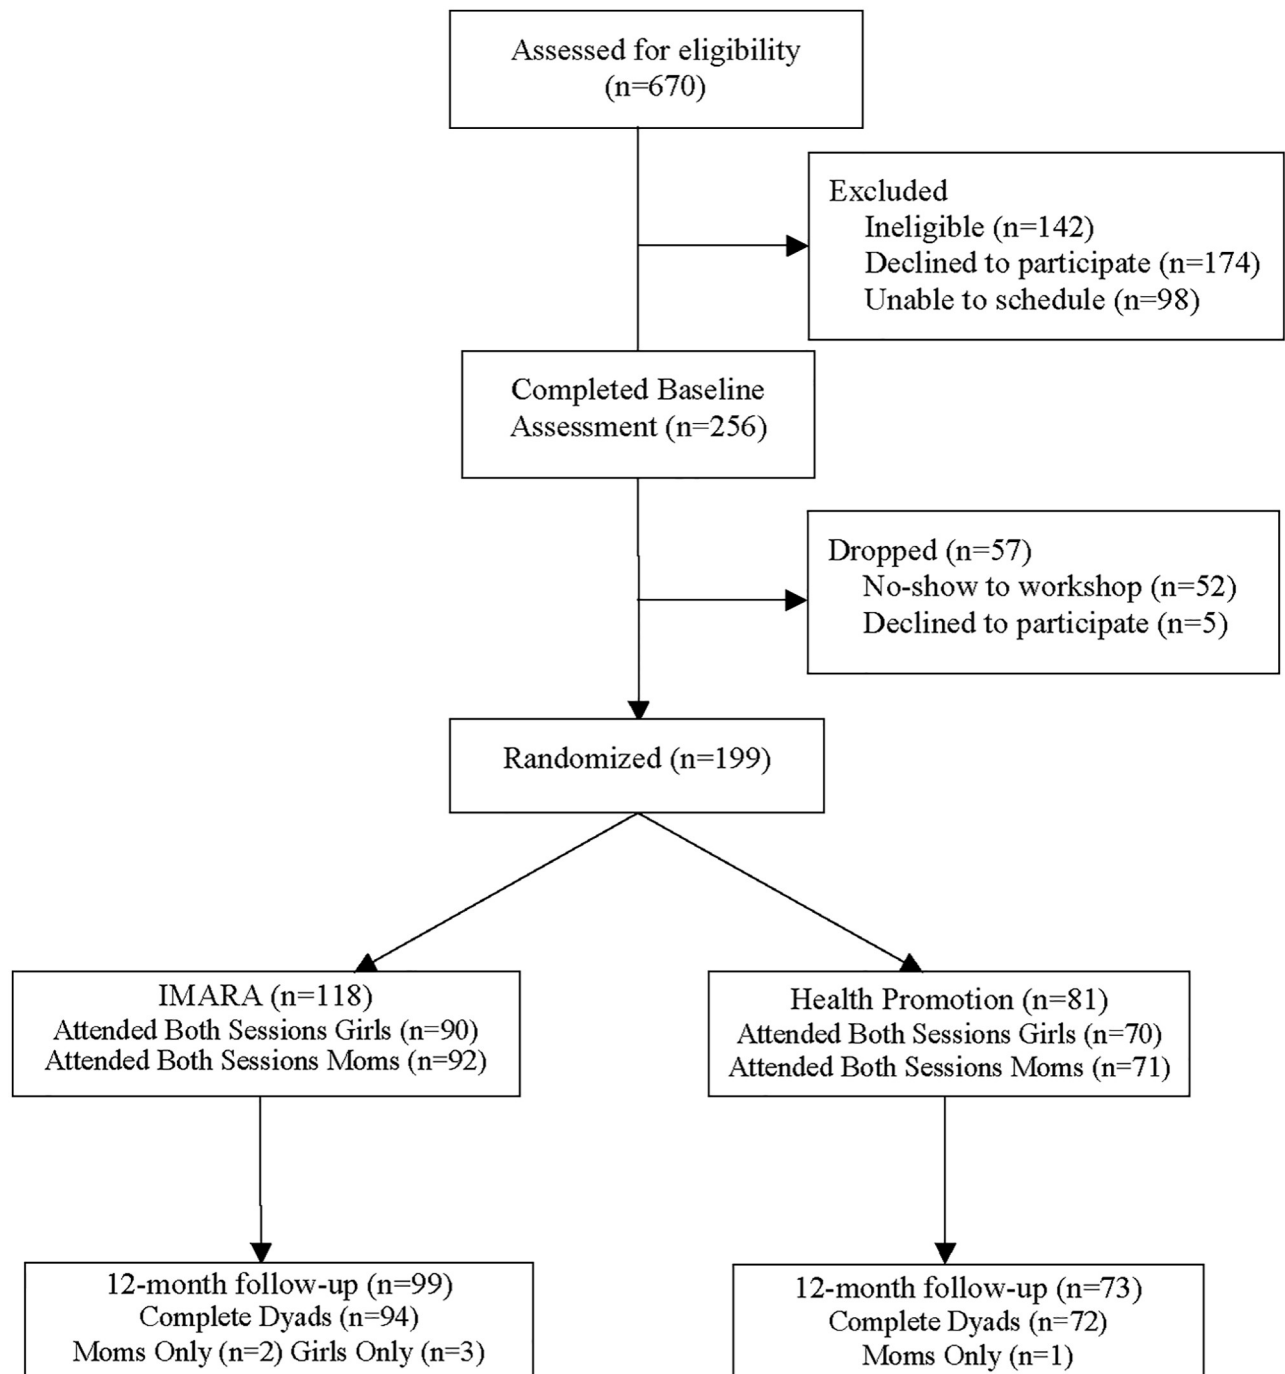 Assessed for eligibility
(n=670)
Excluded
Ineligible (n=142)
Declined to participate (n=174)
Unable to schedule (n=98)
Completed Baseline
Assessment (n=256)
Dropped (n=57)
No-show to workshop (n=52)
Declined to participate (n=5)
Randomized (n=199)
IMARA (n=118)
Attended Both Sessions Girls (n=90)
Attended Both Sessions Moms (n=92)
Health Promotion (n=81)
Attended Both Sessions Girls (n=70)
Attended Both Sessions Moms (n=71)
12-month follow-up (n=99)
Complete Dyads (n=94)
Moms Only (n=2) Girls Only (n=3)
12-month follow-up (n=73)
Complete Dyads (n=72)
Moms Only (n=1)